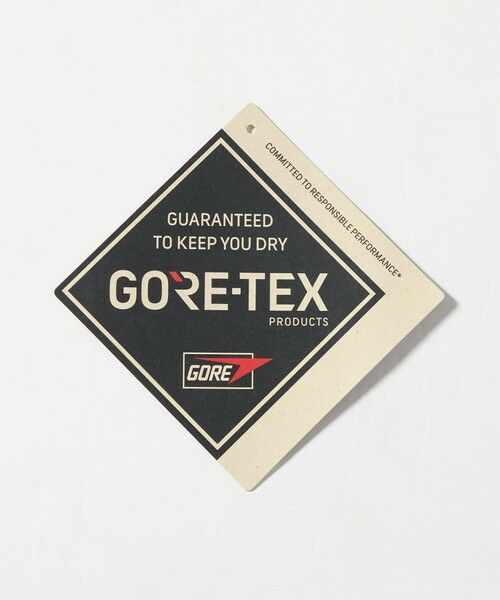 COMMITTED TO RESPONSIBLE PERFORMANCE*
GUARANTEED
TO KEEP YOU DRY
GORE-TEX
PRODUCTS
GORE